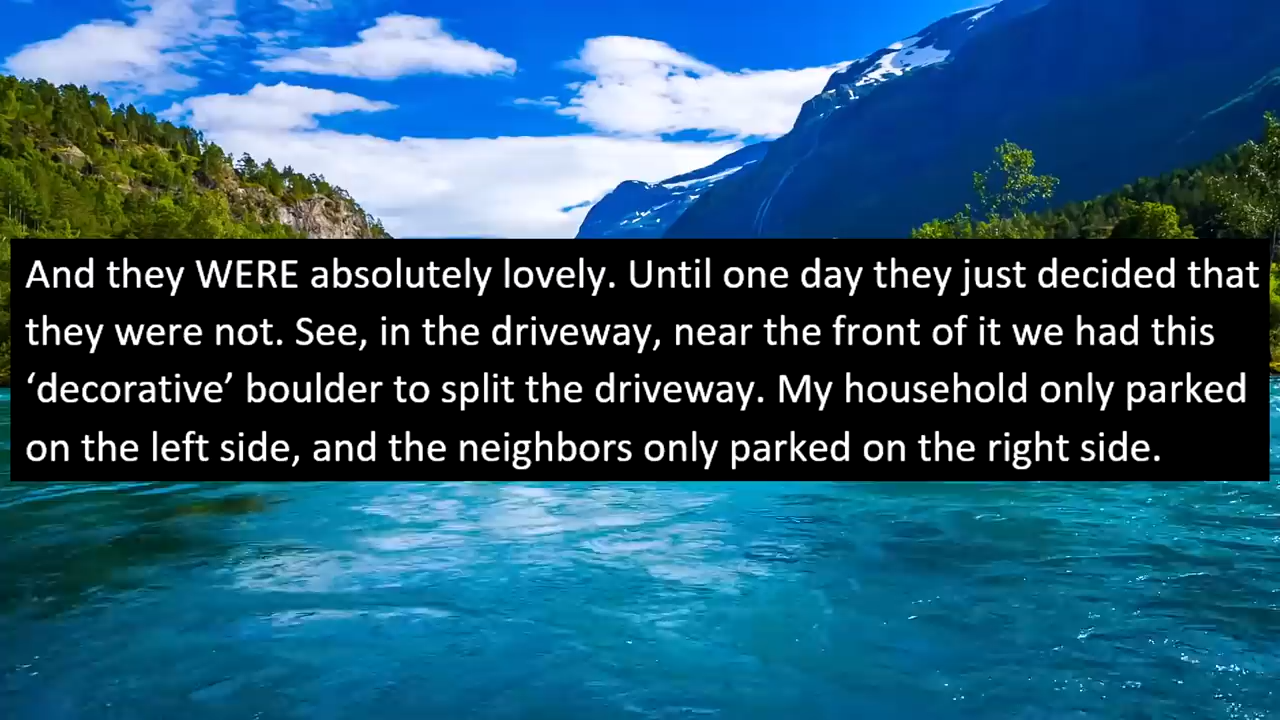 And they WERE absolutely lovely. Until one day they just decided that
they were not. See, in the driveway, near the front of it we had this
‘decorative’ boulder to split the driveway. My household only parked
on the left side, and the neighbors only parked on the right side.